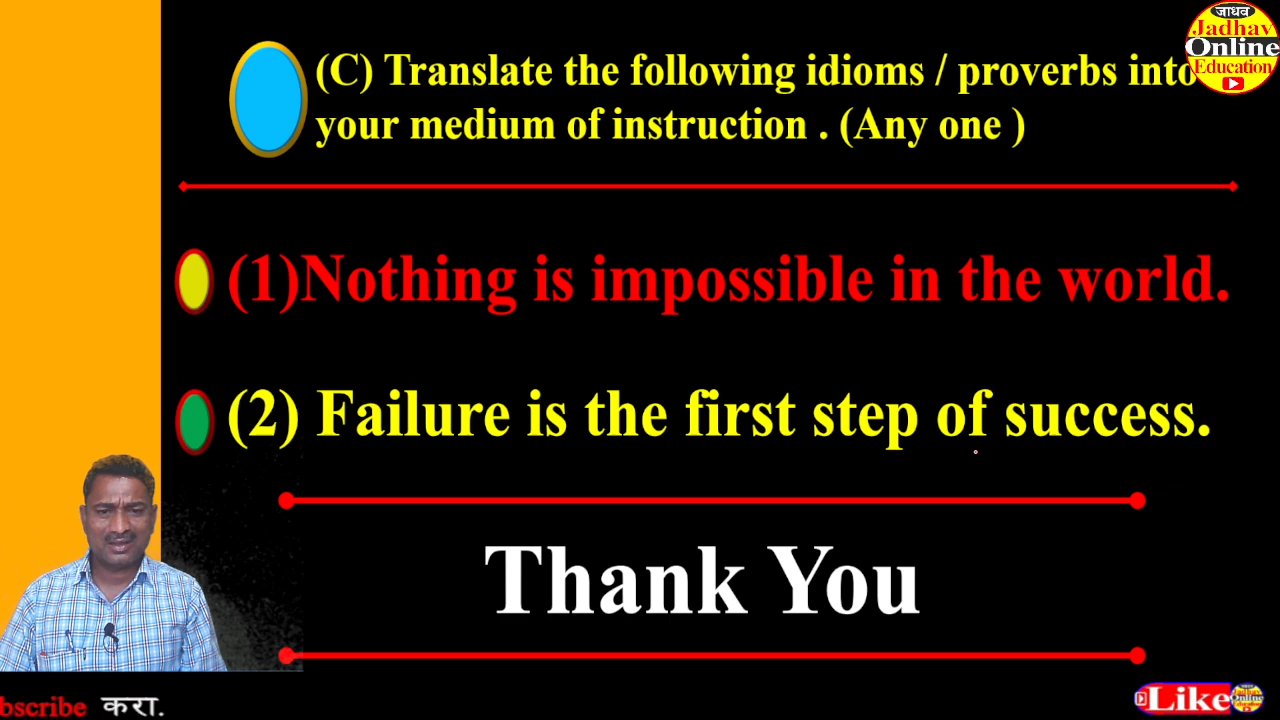 जाधव
Jadhav
Online
Education
(C) Translate the following idioms / proverbs into
your medium of instruction . (Any one )
(1)Nothing is impossible in the world.
(2) Failure is the first step of success.
Thank You
bscribe करा.
Like